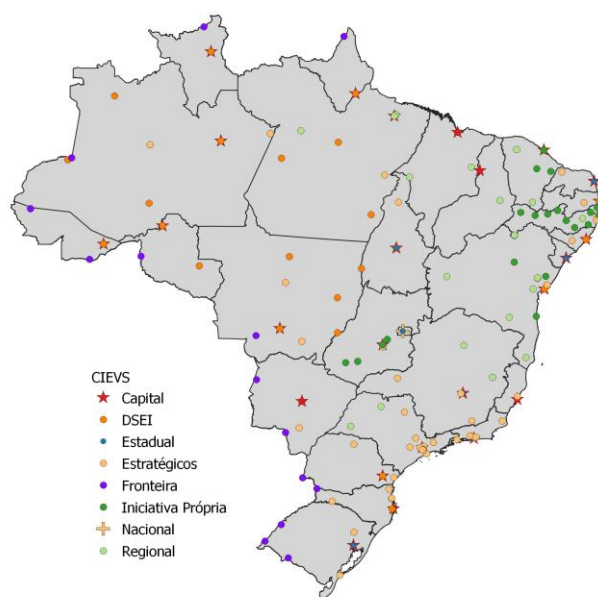 CIEVS
Capital
DSEI
Estadual
Estratégicos
Fronteira
Iniciativa Própria
Nacional
Regional